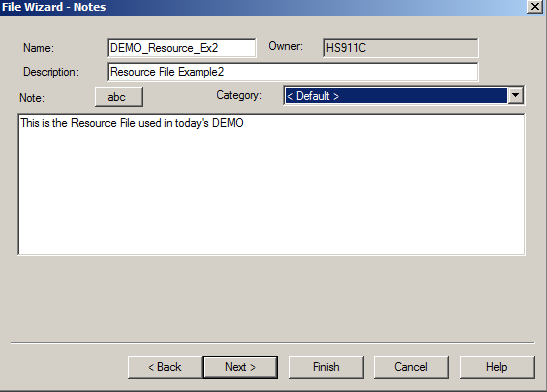 File Wizard - Notes
Name: DEMO_Resource_Ex2 Owner: HS911C
Description: Resource File Example2
Note: abc Category: < Default >
This is the Resource File used in today's DEMO
< Back Next > Finish Cancel Help